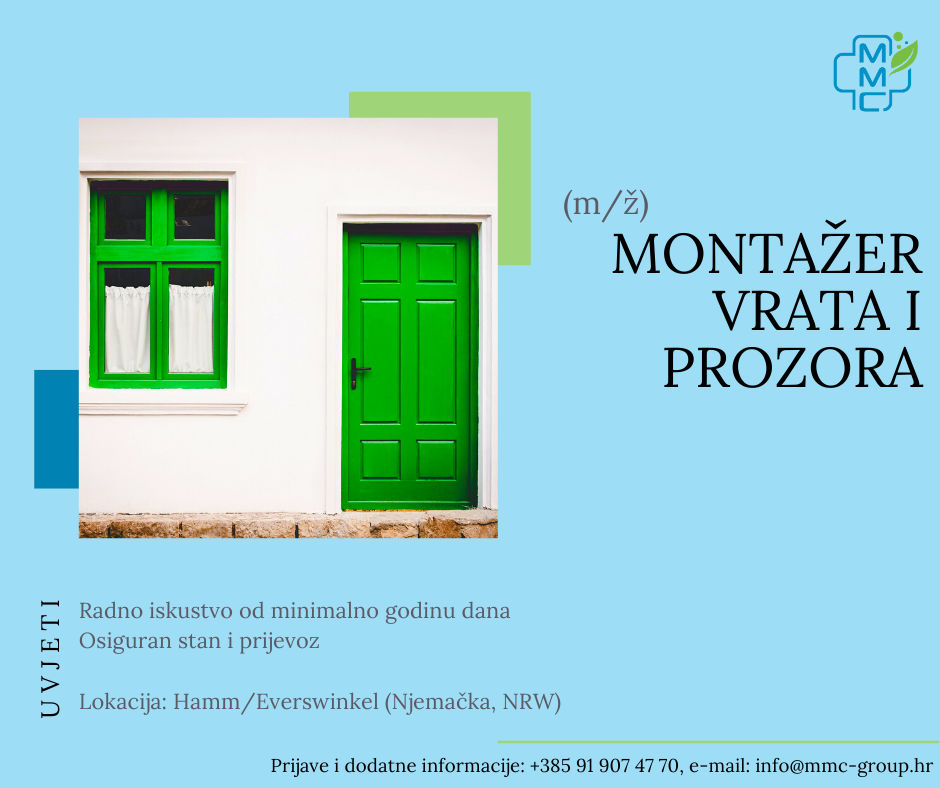 M
M
C
(m/ž)
MONTAŽER
VRATA I
PROZORA
UVJETI
Radno iskustvo od minimalno godinu dana
Osiguran stan i prijevoz
Lokacija: Hamm/Everswinkel (Njemačka, NRW)
Prijave i dodatne informacije: +385 91 907 47 70, e-mail: info@mmc-group.hr